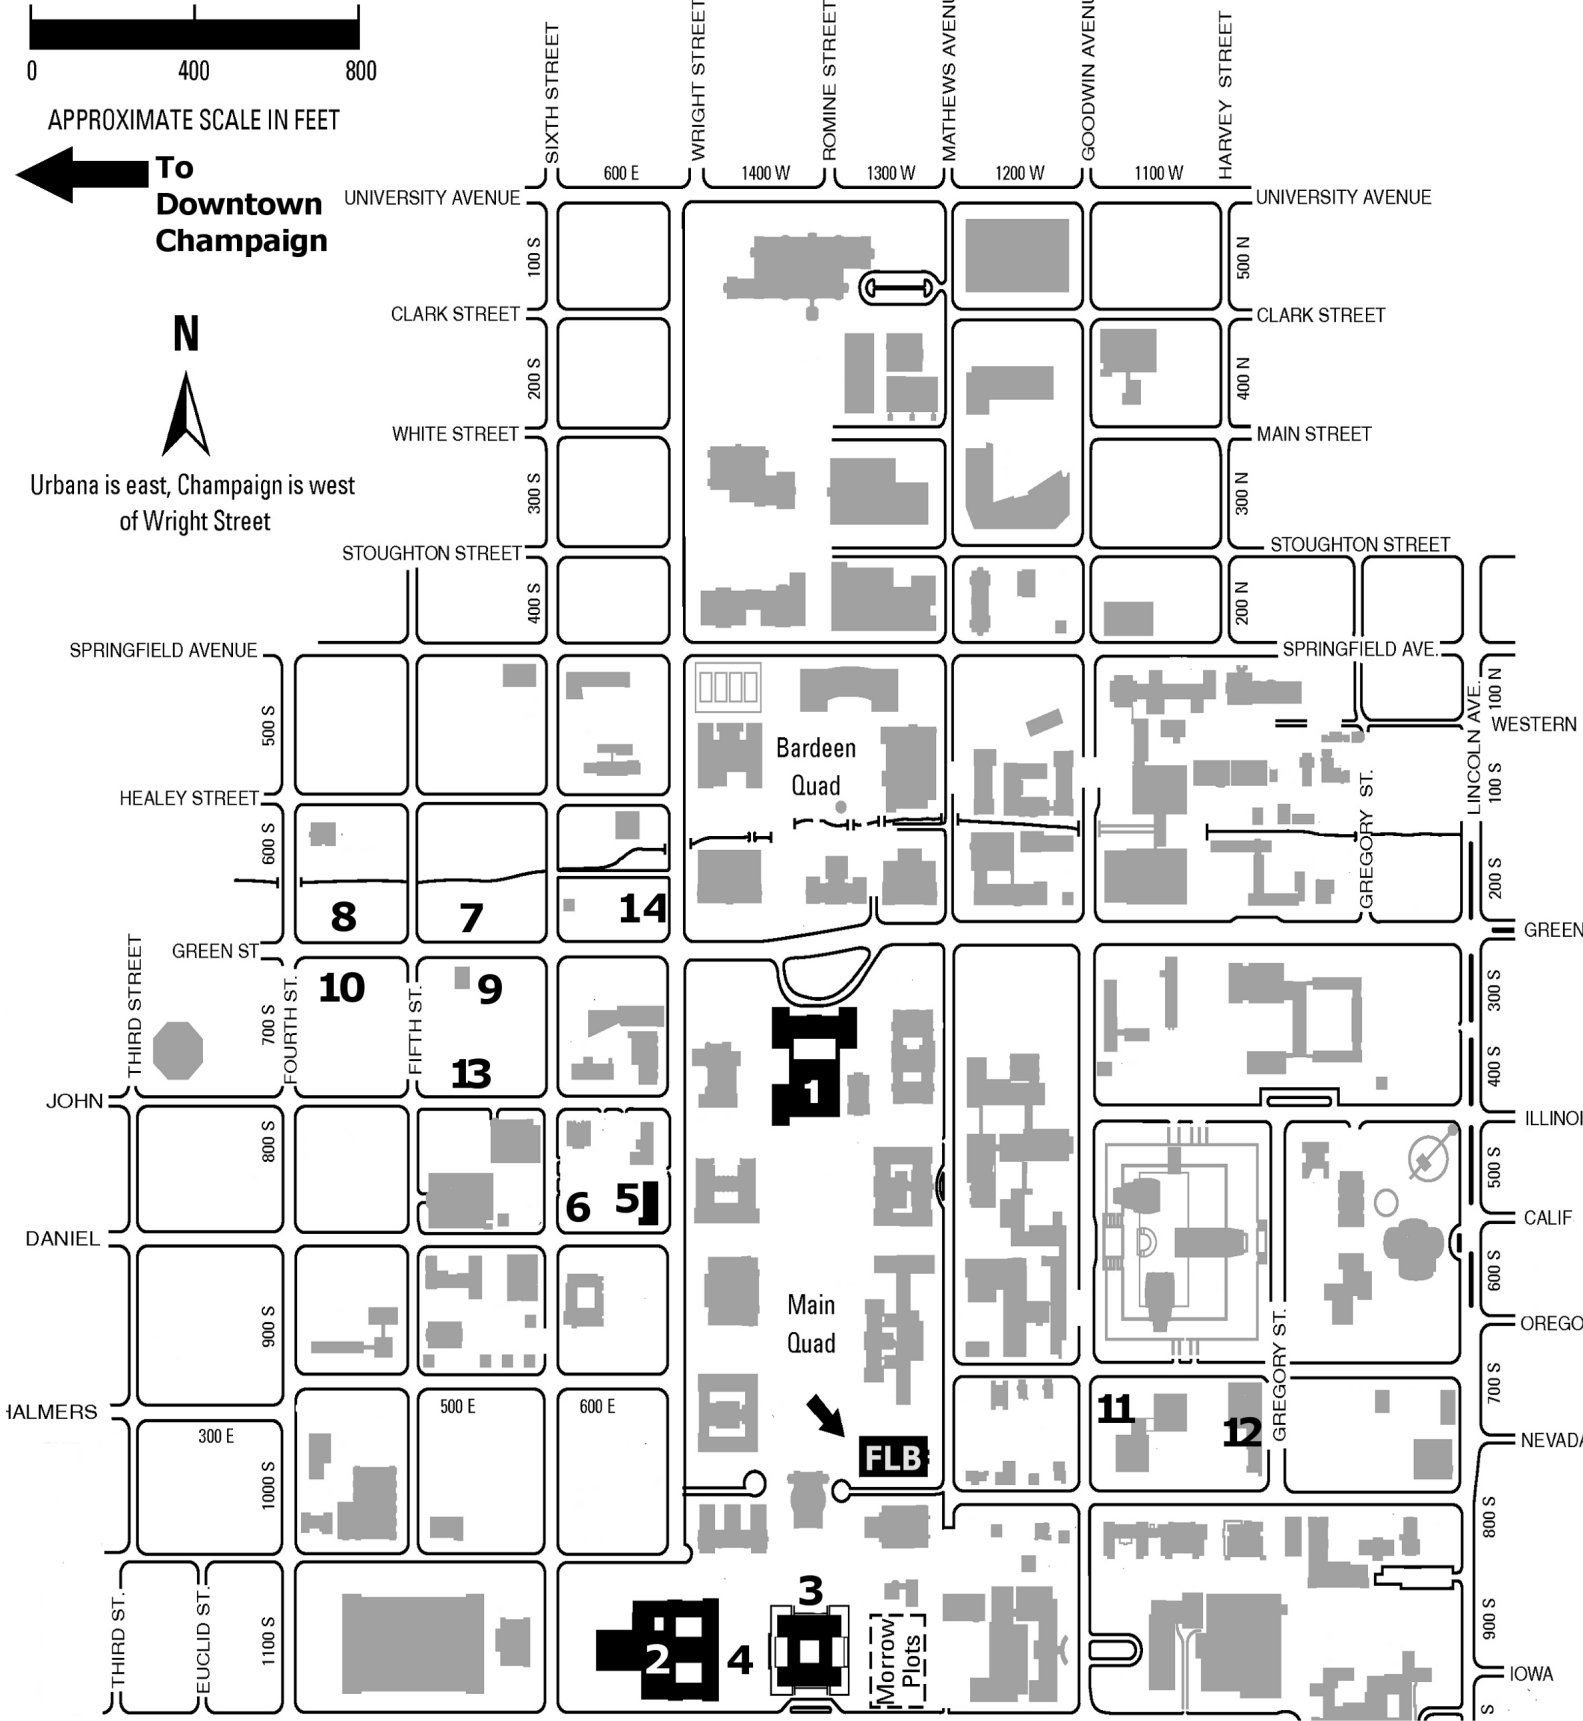 0
400
800
APPROXIMATE SCALE IN FEET
To
Downtown
Champaign
N
Urbana is east, Champaign is west
of Wright Street
SIXTH STREET
WRIGHT STREET
ROMINE STREET
MATHEWS AVENU
GOODWIN AVENU
HARVEY STREET
600 E
1400 W
1300 W
1200 W
1100 W
UNIVERSITY AVENUE
UNIVERSITY AVENUE
100 S
500 N
CLARK STREET
CLARK STREET
200 S
400 N
WHITE STREET
MAIN STREET
300 S
300 N
STOUGHTON STREET
STOUGHTON STREET
400 S
200 N
SPRINGFIELD AVENUE
SPRINGFIELD AVE.
100 N
LINCOLN AVE.
WESTERN
500 S
Bardeen
Quad
100 S
GREGORY ST.
HEALEY STREET
600 S
200 S
8
7
14
GREEN ST
GREEN
THIRD STREET
700 S
FOURTH ST.
10
FIFTH ST.
9
13
300 S
400 S
1
JOHN
ILLINOI
800 S
500 S
6
5
DANIEL
CALIF
900 S
600 S
Main
Quad
GREGORY ST.
OREGO
700 S
HALMERS
300 E
500 E
600 E
11
12
FLB
NEVADA
1000 S
800 S
THIRD ST.
EUCLID ST.
1100 S
2
4
3
Morrow
Plots
900 S
IOWA
S